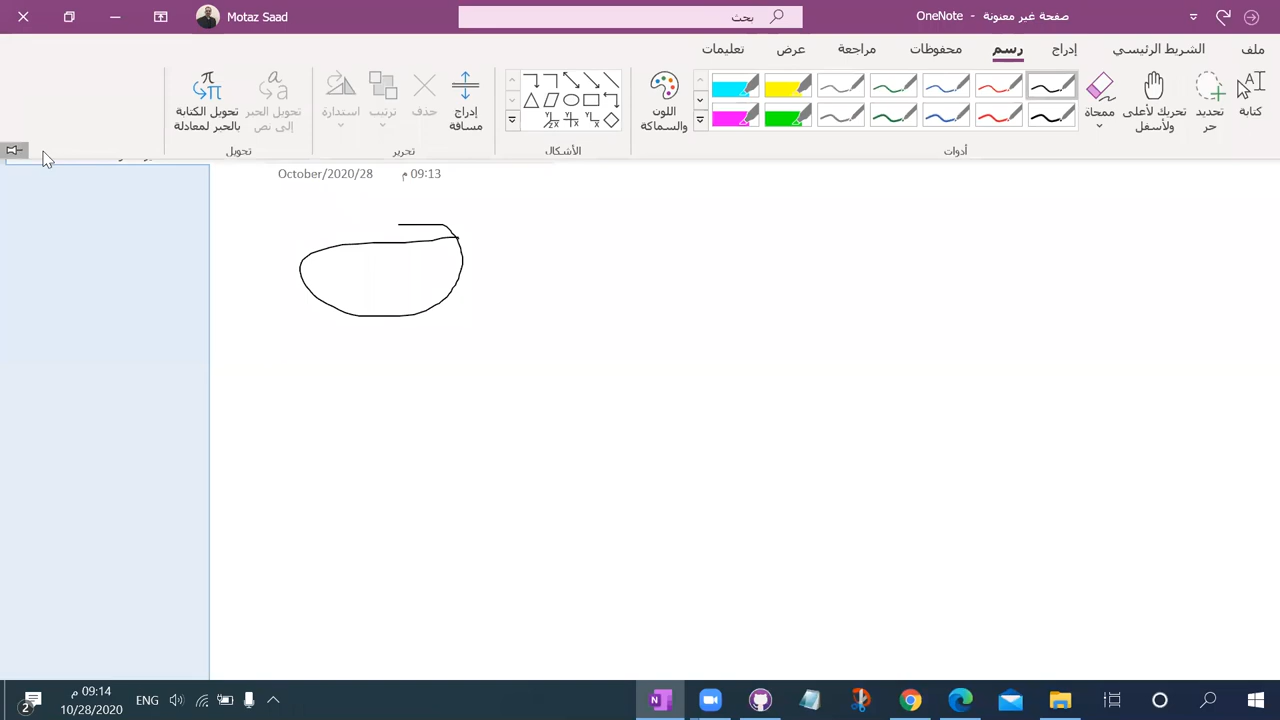 صفحة غير معنونة - OneNote
بحث
Motaz Saad
ملف
الشريط الرئيسي
إدراج
رسم
محفوظات
مراجعة
عرض
تعليمات
كتابة
تحديد حر
تحريك لأعلى ولأسفل
ممحاة
أدوات
اللون والسماكة
الأشكال
إدراج مسافة
حذف
ترتيب
استدارة
تحرير
تحويل الحبر إلى نص
تحويل الكتابة بالحبر لمعادلة
تحويل
09:13 م
October/2020/28
ENG
09:14 م
10/28/2020
2